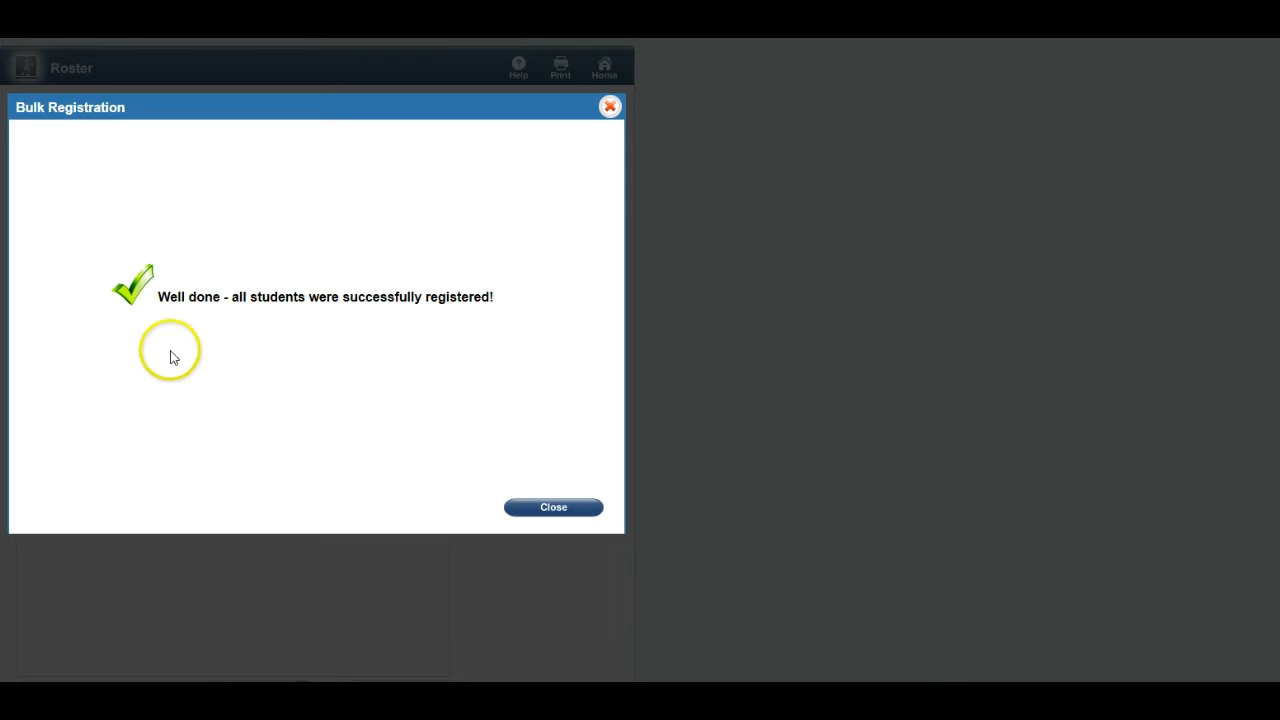 Roster
Help Print Home
Bulk Registration
Well done - all students were successfully registered!
Close